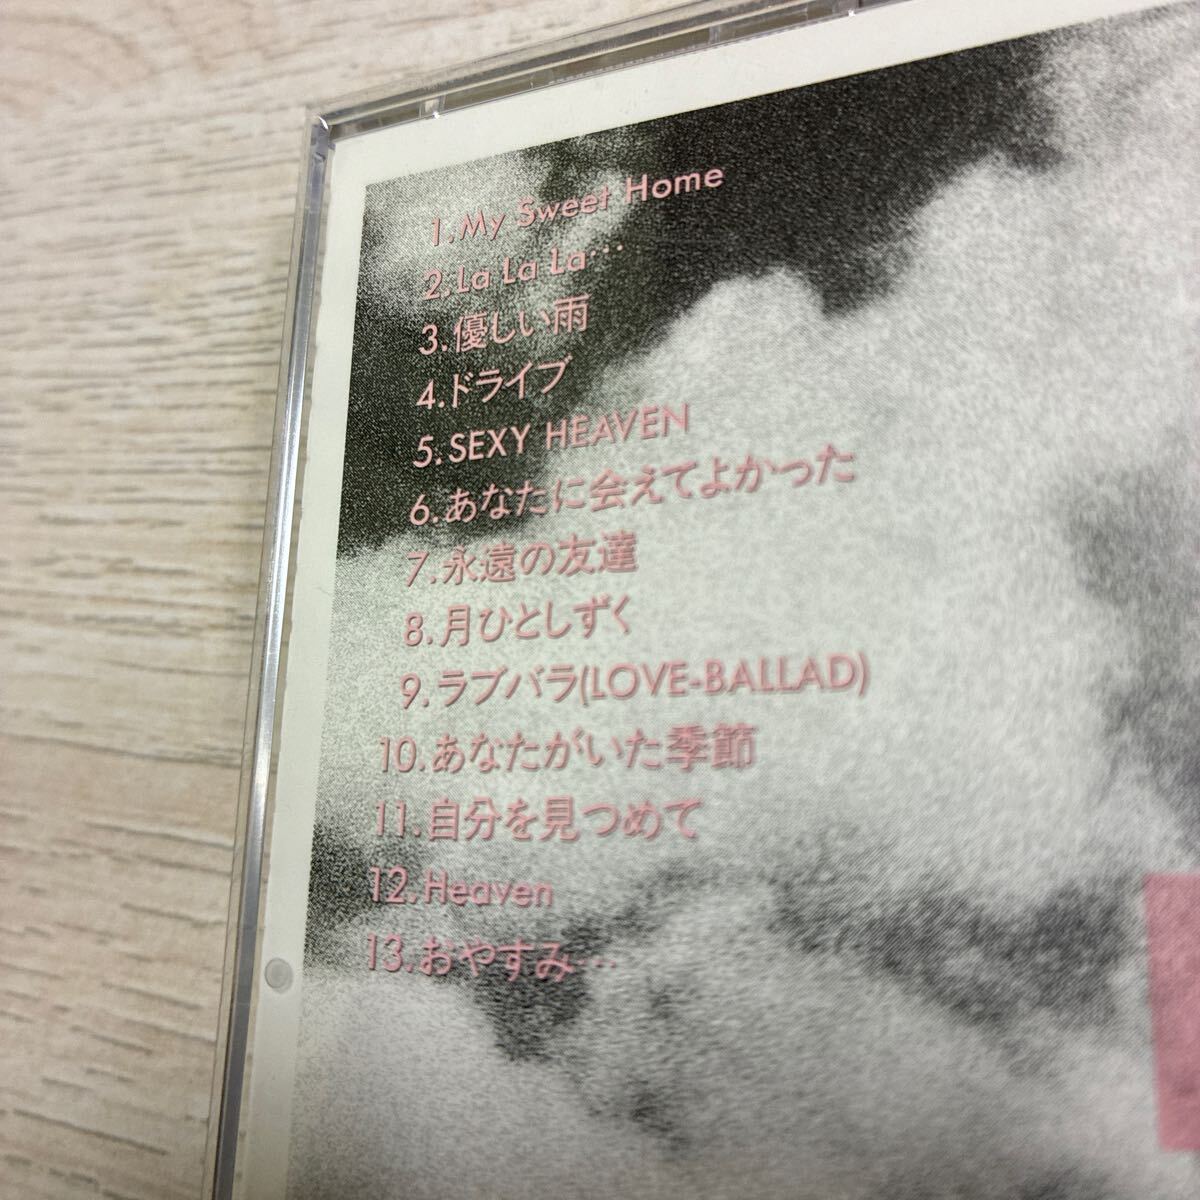 1.My Sweet Home
2.La La La…
3.優しい雨
4.ドライブ
5.SEXY HEAVEN
6.あなたに会えてよかった
7.永遠の友達
8.月ひとしずく
9.ラブバラ(LOVE-BALLAD)
10.あなたがいた季節
11.自分を見つめて
12.Heaven
13.おやすみ…